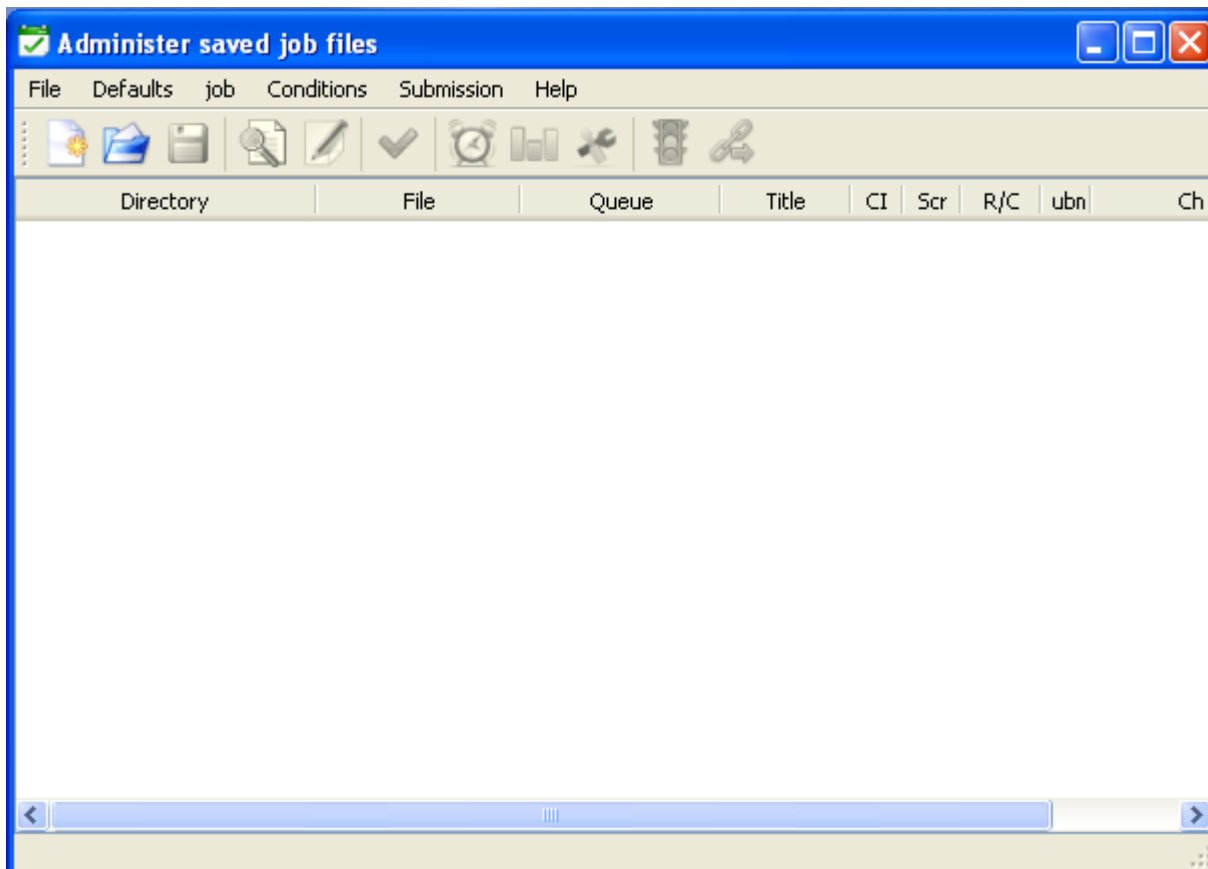 Administer saved job files
File Defaults job Conditions Submission Help
Directory File Queue Title CI Scr R/C ubn Ch